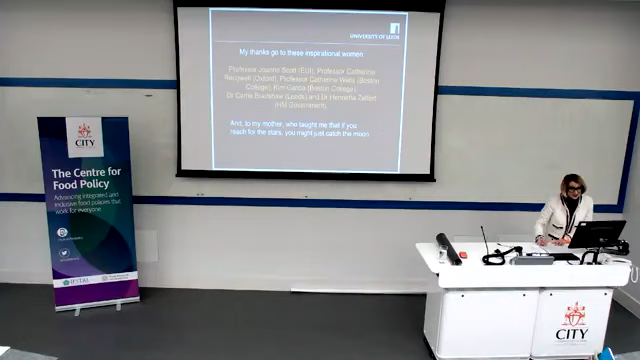 UNIVERSITY OF LEEDS
My thanks go to these inspirational women:
Professor Joanne Scott (EUI), Professor Catherine
Redgwell (Oxford), Professor Catherine Wells (Boston
College), Kim Garcia (Boston College),
Dr Carrie Bradshaw (Leeds) and Dr Henrietta
(HM Government).
And, to my mother, who taught me that if you
reach for the stars, you might just catch the moon
CITY
The Centre for
Food Policy
Advancing integrated and
inclusive food policies that
work for everyone
CITY